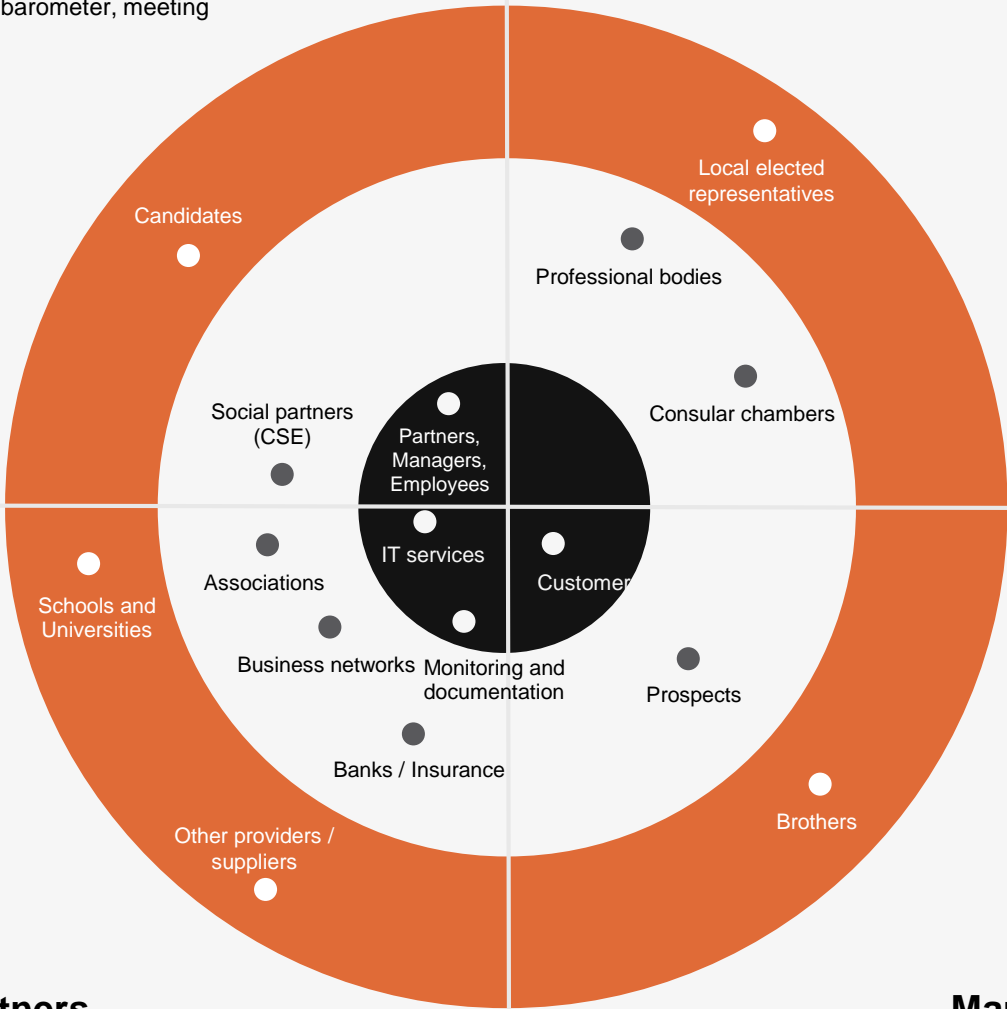 barometer, meeting
Local elected
representatives
Candidates
Professional bodies
Social partners
(CSE)
Consular chambers
Partners,
Managers,
Employees
IT services
Associations
Customer
Schools and
Universities
Business networks
Monitoring and
documentation
Prospects
Banks / Insurance
Brothers
Other providers /
suppliers